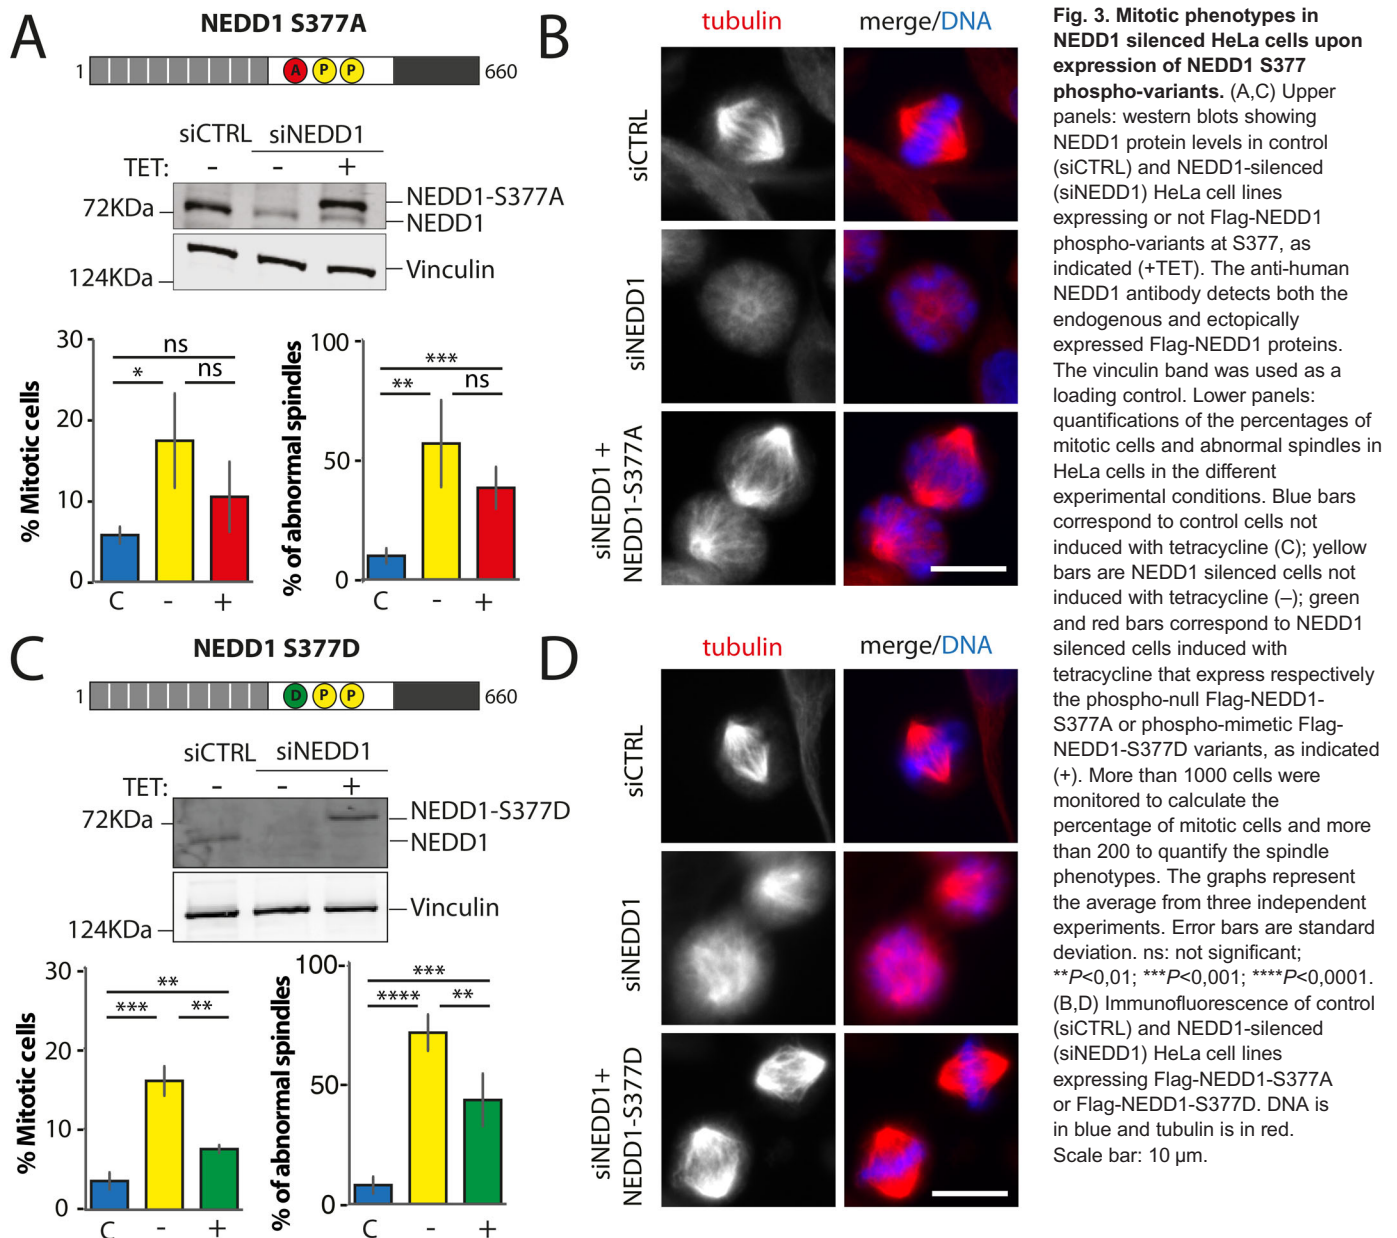 A
NEDD1 S377A
1
A
P
P
660
siCTRL
siNEDD1
TET:
-
-
+
72KDa
NEDD1-S377A
NEDD1
124KDa
Vinculin
% Mitotic cells
30
20
10
0
ns
*
ns
C
-
+
% of abnormal spindles
100
50
0
***
**
ns
C
-
+
B
tubulin
merge/DNA
siCTRL
siNEDD1
siNEDD1 +
NEDD1-S377A
C
NEDD1 S377D
1
D
P
P
660
siCTRL
siNEDD1
TET:
-
-
+
72KDa
NEDD1-S377D
NEDD1
124KDa
Vinculin
% Mitotic cells
30
20
10
0
**
***
**
C
-
+
% of abnormal spindles
100
50
0
***
****
**
C
-
+
D
tubulin
merge/DNA
siCTRL
siNEDD1
siNEDD1+
NEDD1-S377D
Fig. 3. Mitotic phenotypes in
NEDD1 silenced HeLa cells upon
expression of NEDD1 S377
phospho-variants. (A,C) Upper
panels: western blots showing
NEDD1 protein levels in control
(siCTRL) and NEDD1-silenced
(siNEDD1) HeLa cell lines
expressing or not Flag-NEDD1
phospho-variants at S377, as
indicated (+TET). The anti-human
NEDD1 antibody detects both the
endogenous and ectopically
expressed Flag-NEDD1 proteins.
The vinculin band was used as a
loading control. Lower panels:
quantifications of the percentages of
mitotic cells and abnormal spindles in
HeLa cells in the different
experimental conditions. Blue bars
correspond to control cells not
induced with tetracycline (C); yellow
bars are NEDD1 silenced cells not
induced with tetracycline (–); green
and red bars correspond to NEDD1
silenced cells induced with
tetracycline that express respectively
the phospho-null Flag-NEDD1-
S377A or phospho-mimetic Flag-
NEDD1-S377D variants, as indicated
(+). More than 1000 cells were
monitored to calculate the
percentage of mitotic cells and more
than 200 to quantify the spindle
phenotypes. The graphs represent
the average from three independent
experiments. Error bars are standard
deviation. ns: not significant;
**P<0,01; ***P<0,001; ****P<0,0001.
(B,D) Immunofluorescence of control
(siCTRL) and NEDD1-silenced
(siNEDD1) HeLa cell lines
expressing Flag-NEDD1-S377A
or Flag-NEDD1-S377D. DNA is
in blue and tubulin is in red.
Scale bar: 10 µm.